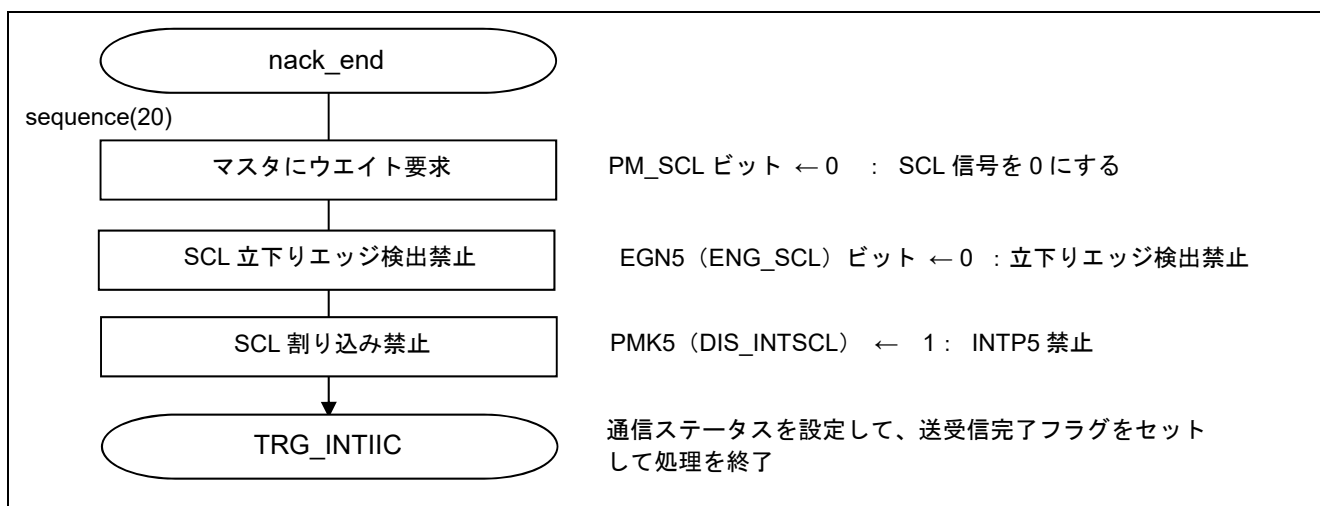 nack_end
sequence(20)
マスタにウエイト要求
PM_SCL ビット ← 0 : SCL 信号を 0 にする
SCL 立下りエッジ検出禁止
EGN5（ENG_SCL）ビット ← 0 : 立下りエッジ検出禁止
SCL 割り込み禁止
PMK5（DIS_INTSCL） ← 1 : INTP5 禁止
TRG_INTIIC
通信ステータスを設定して、送受信完了フラグをセット
して処理を終了